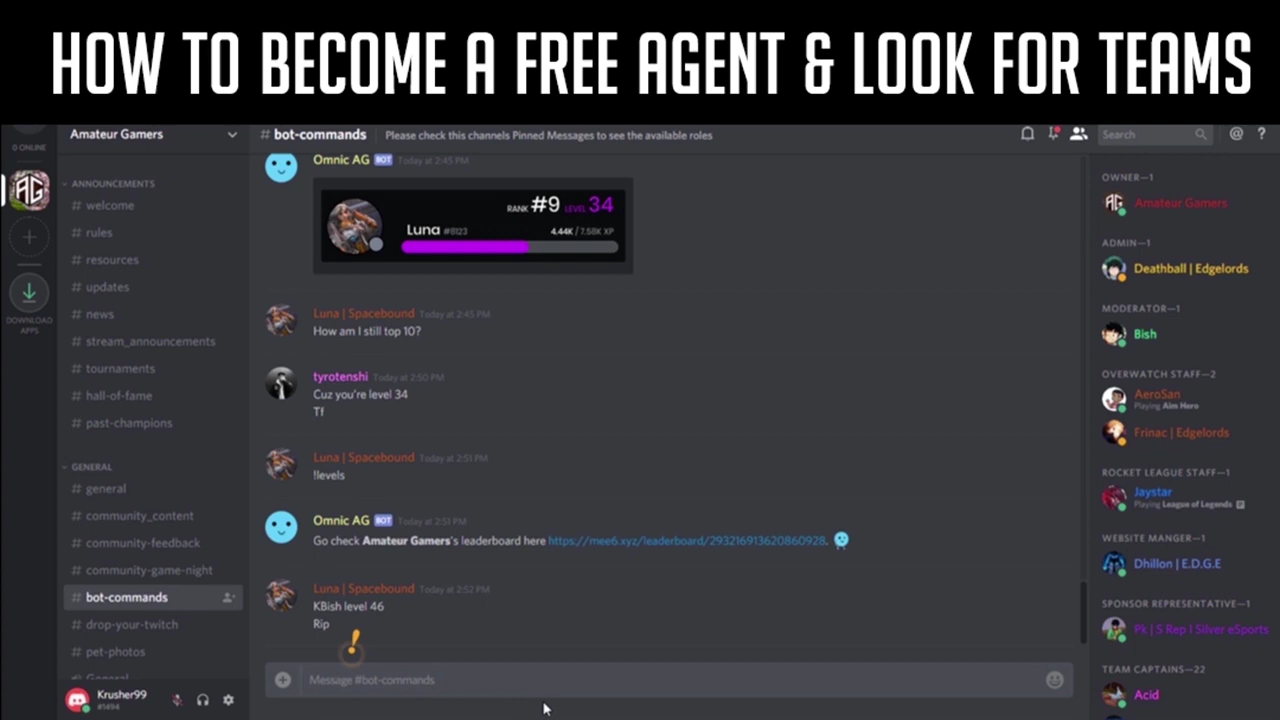 HOW TO BECOME A FREE AGENT & LOOK FOR TEAMS
0 ONLINE
AG
DOWNLOAD
APPS
Amateur Gamers
ANNOUNCEMENTS
# welcome
# rules
# resources
# updates
# news
# stream_announcements
# tournaments
# hall-of-fame
# past-champions
GENERAL
# general
# community_content
# community-feedback
# community-game-night
# bot-commands
# drop-your-twitch
# pet-photos
General
Krusher99
#1494
# bot-commands Please check this channels Pinned Messages to see the available roles
Search
@ ?
Omnic AG BOT Today at 2:45 PM
RANK #9 LEVEL 34
Luna #8123 4.44K / 7.58K XP
Luna | Spacebound Today at 2:45 PM
How am I still top 10?
tyrotenshi Today at 2:50 PM
Cuz you're level 34
Tf
Luna | Spacebound Today at 2:51 PM
!levels
Omnic AG BOT Today at 2:51 PM
Go check Amateur Gamers's leaderboard here https://mee6.xyz/leaderboard/293216913620860928.
Luna | Spacebound Today at 2:52 PM
KBish level 46
Rip
Message #bot-commands
OWNER—1
AG
Amateur Gamers
ADMIN—1
Deathball | Edgelords
MODERATOR—1
Bish
OVERWATCH STAFF—2
AeroSan
Playing Aim Hero
Frinac | Edgelords
ROCKET LEAGUE STAFF—1
Jaystar
Playing League of Legends
WEBSITE MANGER—1
Dhillon | E.D.G.E
SPONSOR REPRESENTATIVE—1
Pk | S Rep | Silver eSports
TEAM CAPTAINS—22
Acid